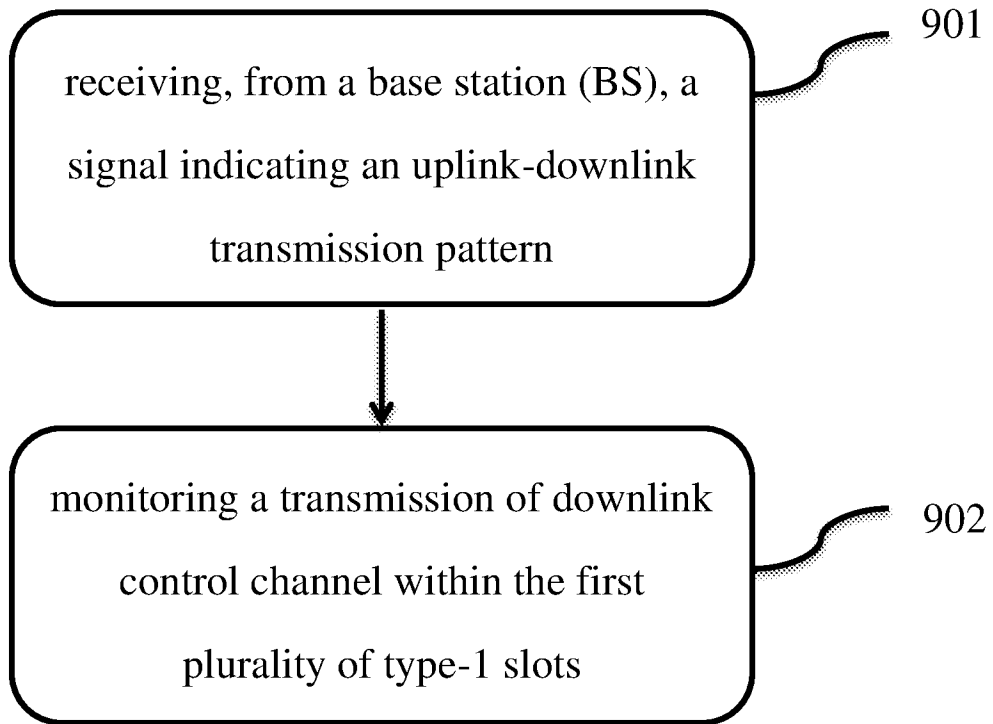 901
receiving, from a base station (BS), a
signal indicating an uplink-downlink
transmission pattern
monitoring a transmission of downlink
902
control channel within the first
plurality of type-1 slots